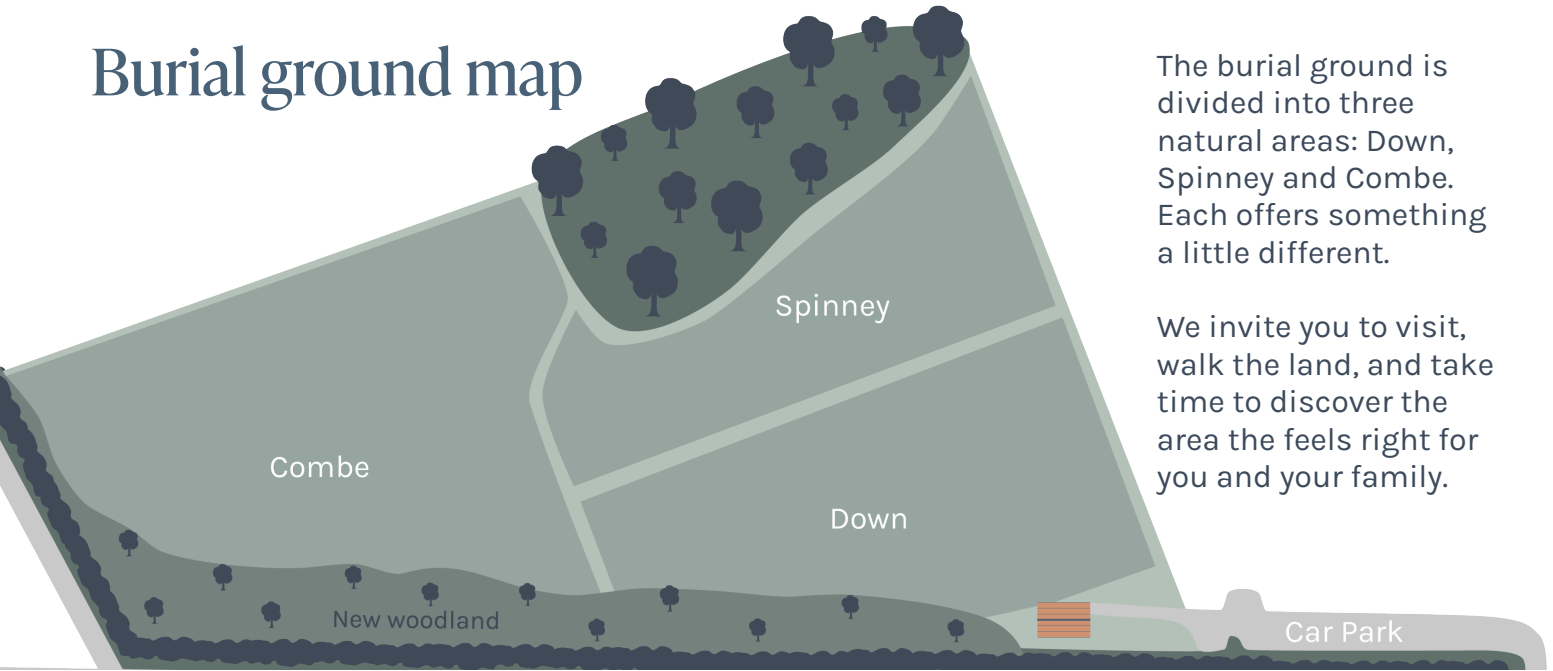 Burial ground map
The burial ground is
divided into three
natural areas: Down,
Spinney and Combe.
Each offers something
a little different.
We invite you to visit,
walk the land, and take
time to discover the
area the feels right for
you and your family.
Spinney
Combe
Down
New woodland
Car Park